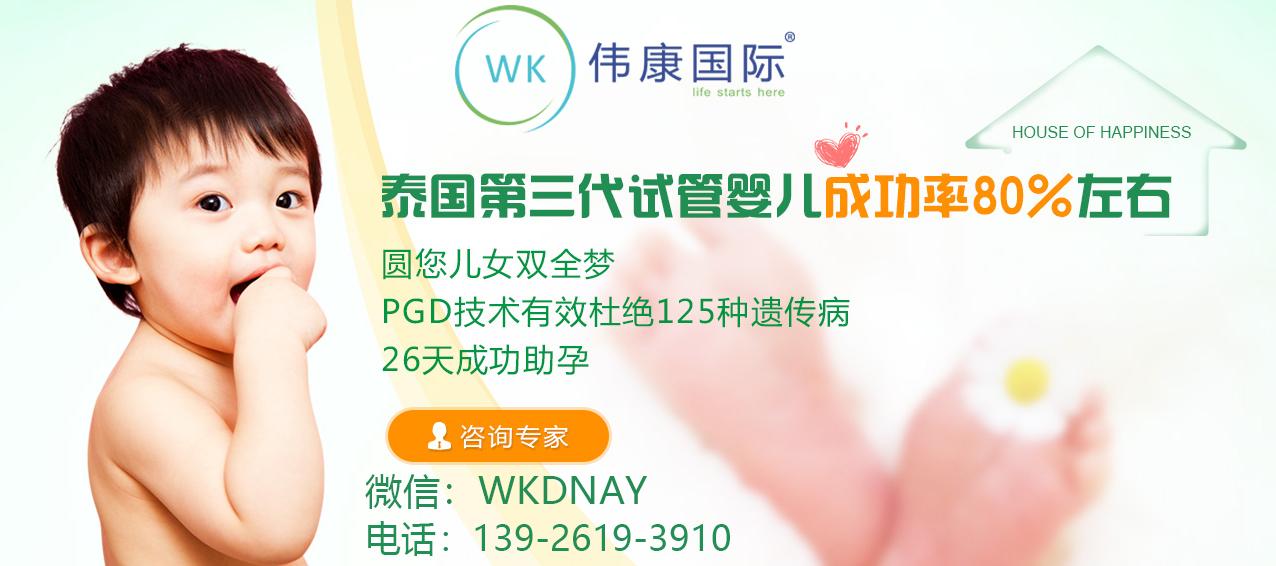 WK 伟康国际®
life starts here
HOUSE OF HAPPINESS
泰国第三代试管婴儿成功率80%左右
圆您儿女双全梦
PGD技术有效杜绝125种遗传病
26天成功助孕
咨询专家
微信：WKDNAY
电话：139-2619-3910